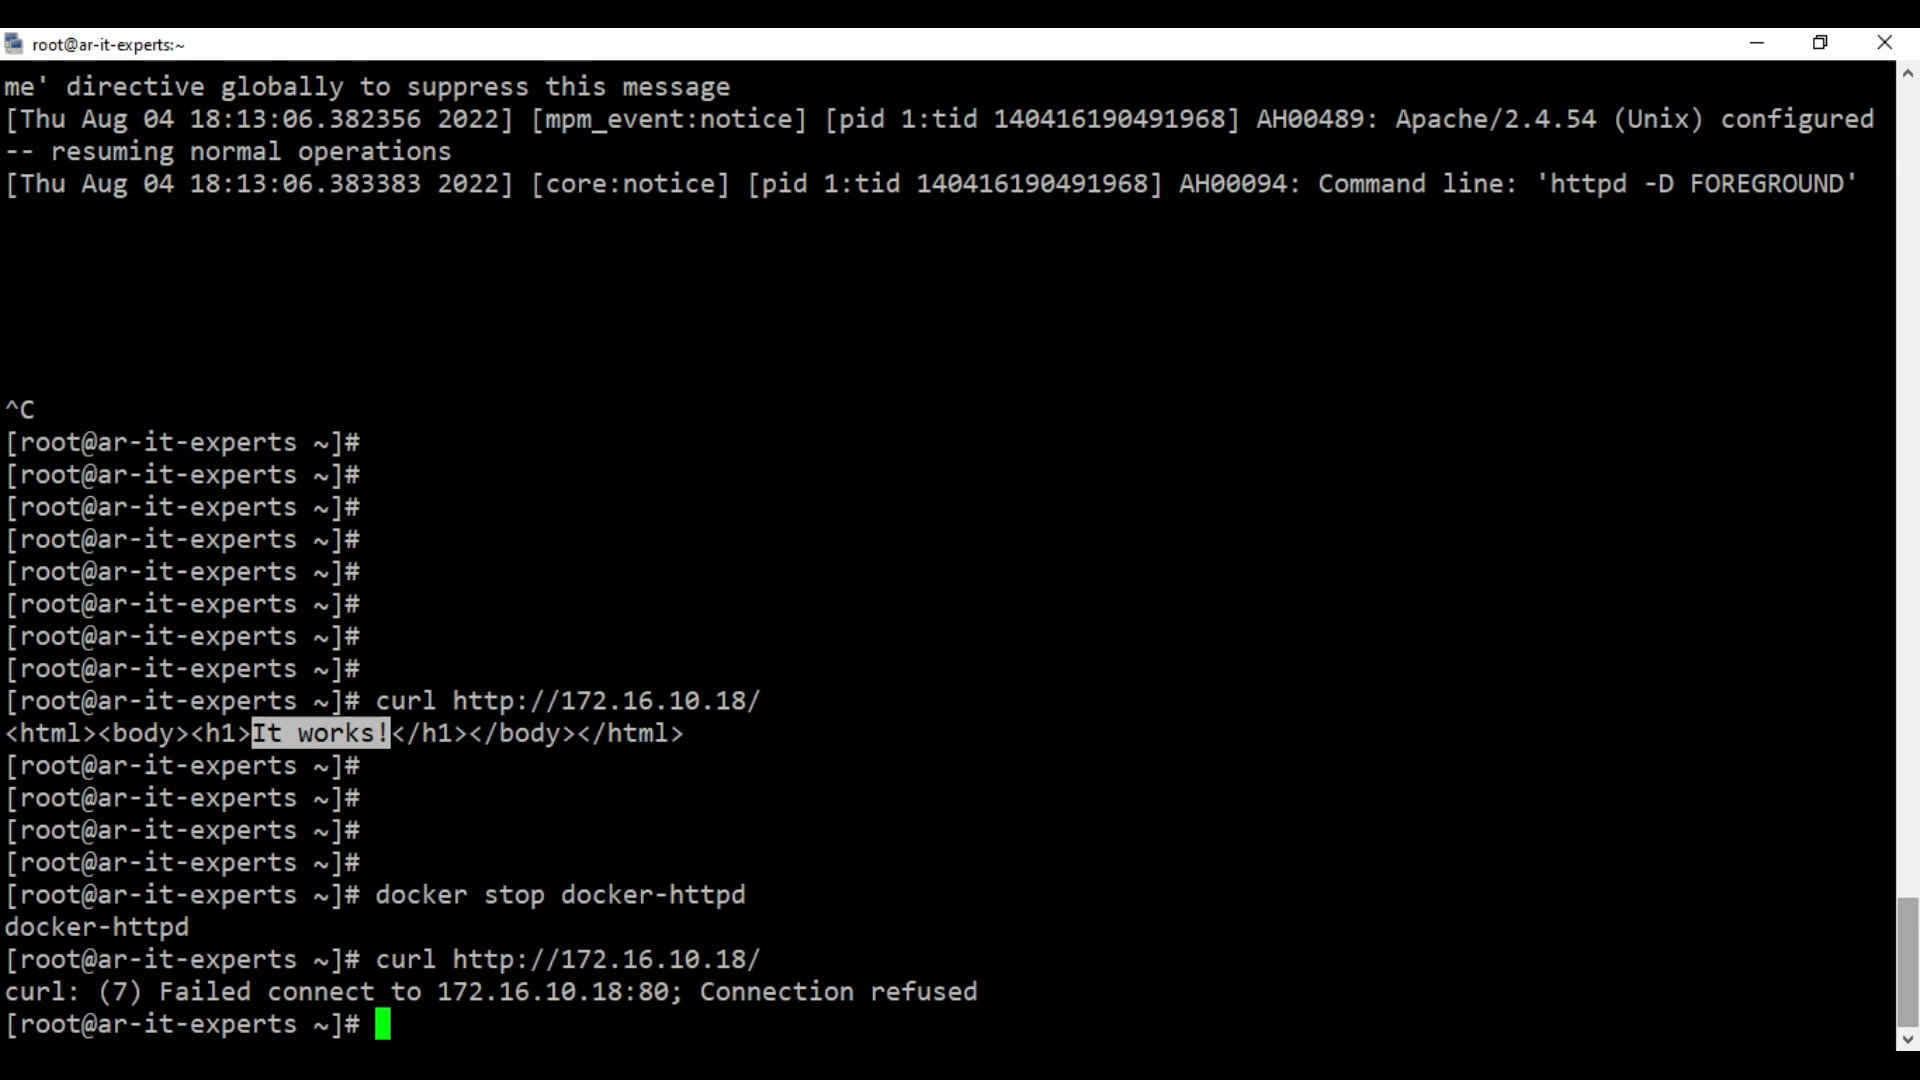 root@ar-it-experts:~
me' directive globally to suppress this message
[Thu Aug 04 18:13:06.382356 2022] [mpm_event:notice] [pid 1:tid 140416190491968] AH00489: Apache/2.4.54 (Unix) configured
-- resuming normal operations
[Thu Aug 04 18:13:06.383383 2022] [core:notice] [pid 1:tid 140416190491968] AH00094: Command line: 'httpd -D FOREGROUND'
^C
[root@ar-it-experts ~]#
[root@ar-it-experts ~]#
[root@ar-it-experts ~]#
[root@ar-it-experts ~]#
[root@ar-it-experts ~]#
[root@ar-it-experts ~]#
[root@ar-it-experts ~]#
[root@ar-it-experts ~]#
[root@ar-it-experts ~]# curl http://172.16.10.18/
<html><body><h1>It works!</h1></body></html>
[root@ar-it-experts ~]#
[root@ar-it-experts ~]#
[root@ar-it-experts ~]#
[root@ar-it-experts ~]#
[root@ar-it-experts ~]# docker stop docker-httpd
docker-httpd
[root@ar-it-experts ~]# curl http://172.16.10.18/
curl: (7) Failed connect to 172.16.10.18:80; Connection refused
[root@ar-it-experts ~]#